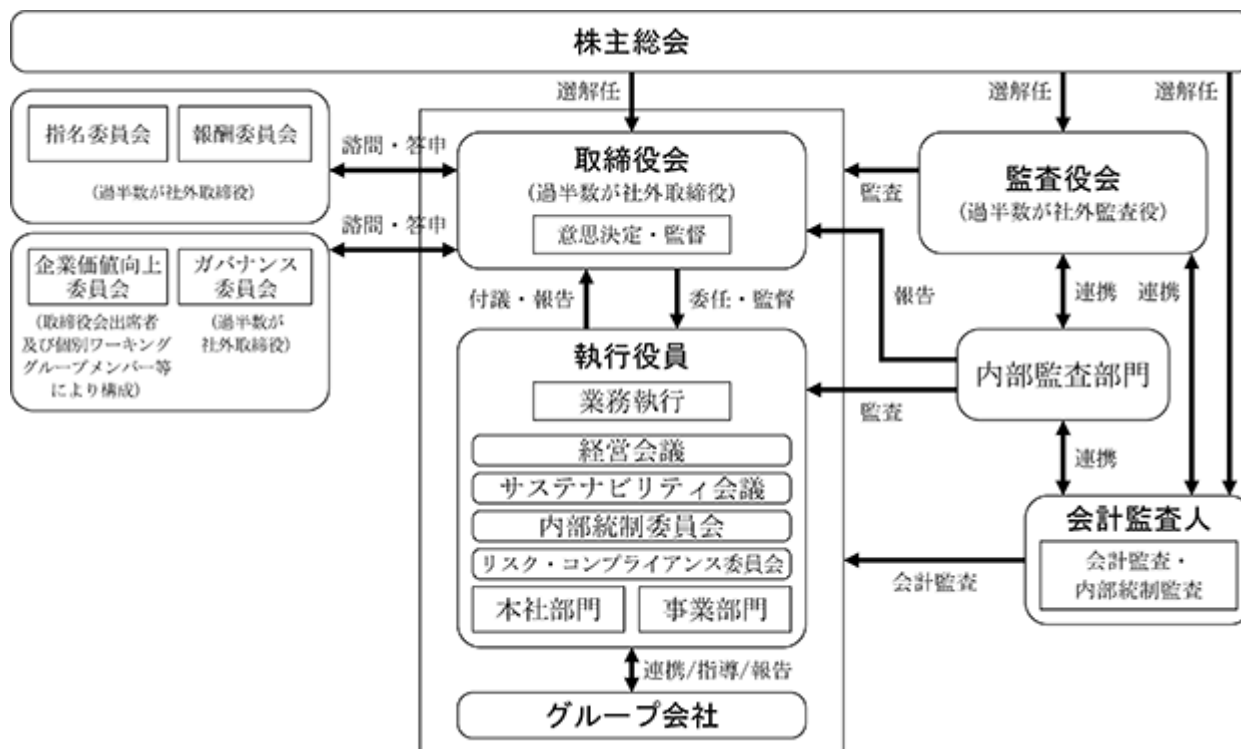 株主総会
選解任
選解任
選解任
指名委員会
報酬委員会
(過半数が社外取締役)
諮問・答申
諮問・答申
企業価値向上
委員会
(取締役会出席者
及び個別ワーキング
グループメンバー等
により構成)
ガバナンス
委員会
(過半数が
社外取締役)
取締役会
(過半数が社外取締役)
意思決定・監督
監査
監査役会
(過半数が社外監査役)
付議・報告
委任・監督
報告
連携
連携
執行役員
業務執行
経営会議
サステナビリティ会議
内部統制委員会
リスク・コンプライアンス委員会
本社部門
事業部門
監査
内部監査部門
連携
会計監査
会計監査人
会計監査・
内部統制監査
連携/指導/報告
グループ会社